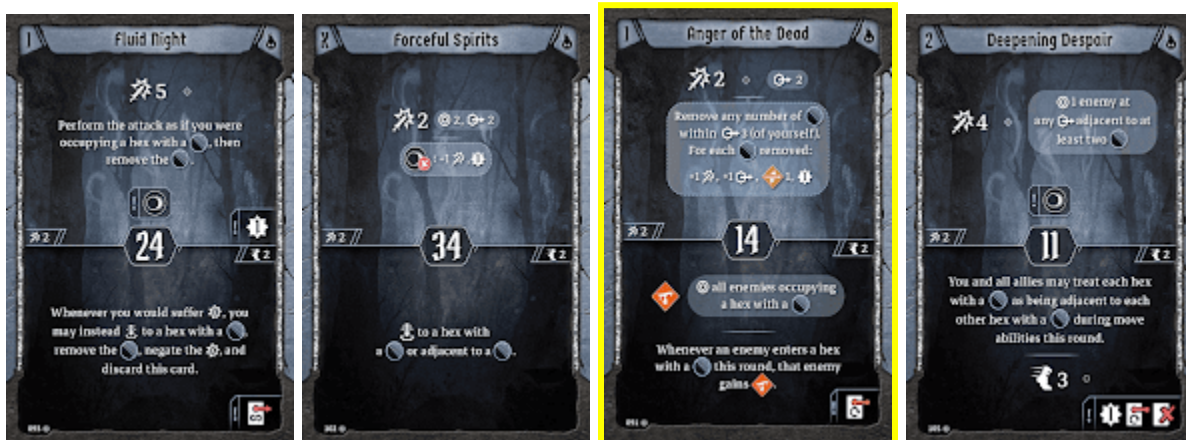 1
Fluid Night
5
Perform the attack as if you were
occupying a hex with a , then
remove the .
24
2
2
Whenever you would suffer , you
may instead to a hex with a ,
remove the , negate the , and
discard this card.
X
Forceful Spirits
2
2, 2
: +1 ,
34
2
2
to a hex with
a or adjacent to a .
1
Anger of the Dead
2
2
Remove any number of
within 3 (of yourself).
For each removed:
+1 , +1 , 1,
14
2
2
all enemies occupying
a hex with a
Whenever an enemy enters a hex
with a this round, that enemy
gains .
2
Deepening Despair
4
1 enemy at
any adjacent to at
least two
11
2
2
You and all allies may treat each hex
with a as being adjacent to each
other hex with a during move
abilities this round.
3